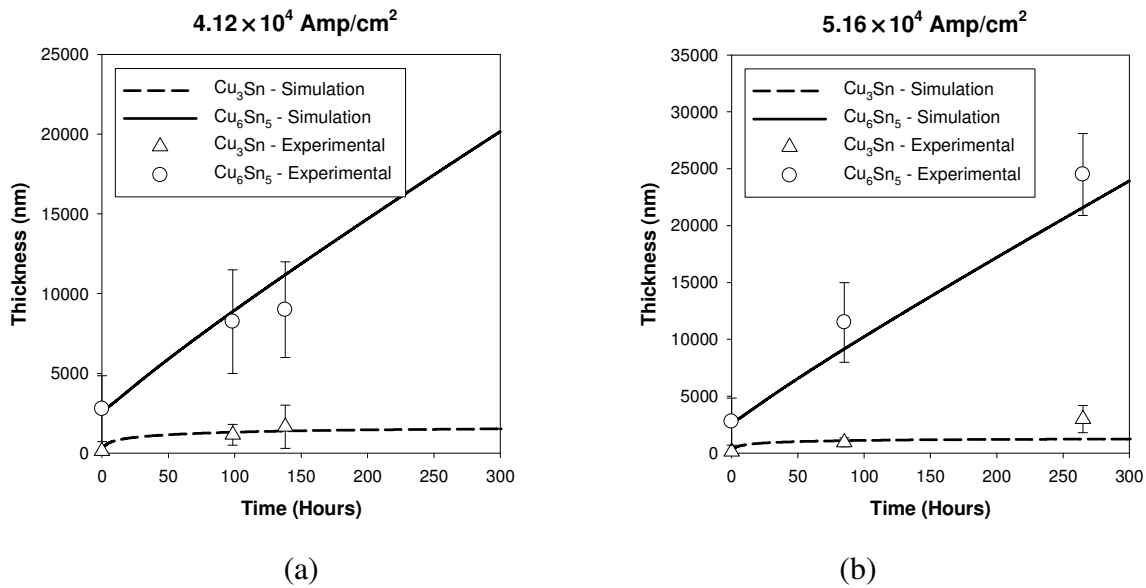 4.12×10⁴ Amp/cm²
25000
20000
15000
10000
5000
0
Thickness (nm)
Cu₃Sn - Simulation
Cu₆Sn₅ - Simulation
Cu₃Sn - Experimental
Cu₆Sn₅ - Experimental
0 50 100 150 200 250 300
Time (Hours)
(a)
5.16×10⁴ Amp/cm²
35000
30000
25000
20000
15000
10000
5000
0
Thickness (nm)
Cu₃Sn - Simulation
Cu₆Sn₅ - Simulation
Cu₃Sn - Experimental
Cu₆Sn₅ - Experimental
0 50 100 150 200 250 300
Time (Hours)
(b)